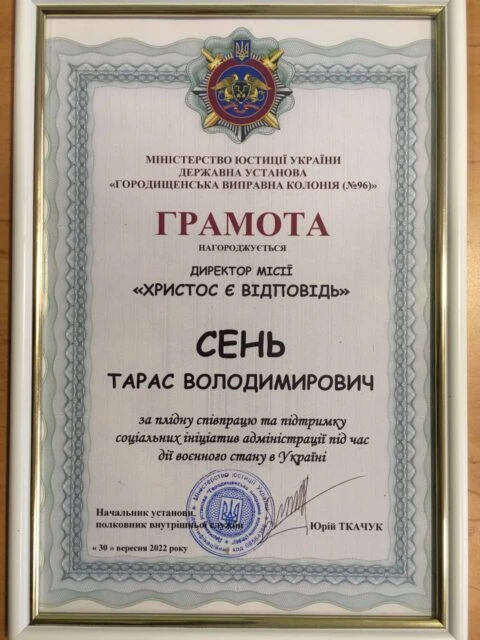 МІНІСТЕРСТВО ЮСТИЦІЇ УКРАЇНИ
ДЕРЖАВНА УСТАНОВА
«ГОРОДИЩЕНСЬКА ВИПРАВНА КОЛОНІЯ (№96)»
ГРАМОТА
НАГОРОДЖУЄТЬСЯ
ДИРЕКТОР МІСІЇ
«ХРИСТОС Є ВІДПОВІДЬ»
СЕНЬ
ТАРАС ВОЛОДИМИРОВИЧ
за плідну співпрацю та підтримку
соціальних ініціатив адміністрації під час
дії воєнного стану в Україні
Начальник установи
полковник внутрішньої служби
Юрій ТКАЧУК
« 30 » вересня 2022 року